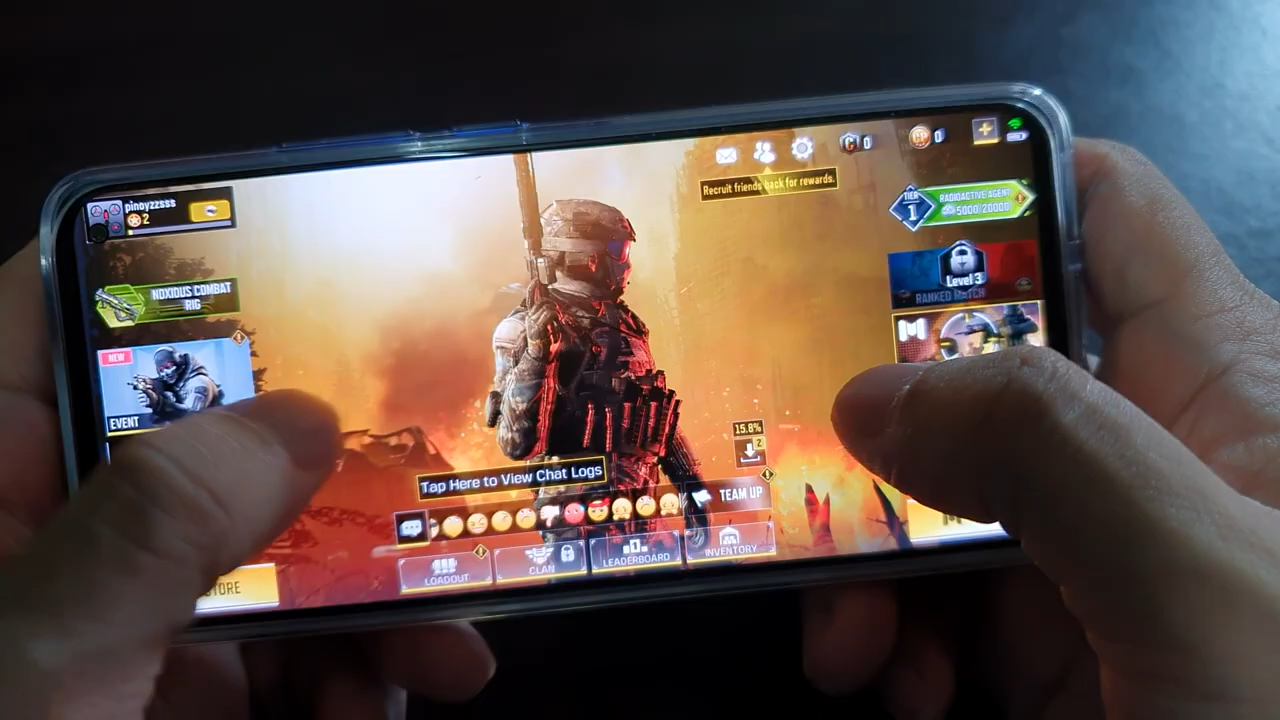 pinoyzzsss
2
NOXIOUS COMBAT
RIG
NEW
EVENT
STORE
C 0
CP 0
Recruit friends back for rewards.
TIER
1
RADIOACTIVE AGENT
5000/20000
Level 3
RANKED MATCH
M
15.8%
2
Tap Here to View Chat Logs
TEAM UP
LOADOUT
CLAN
LEADERBOARD
INVENTORY